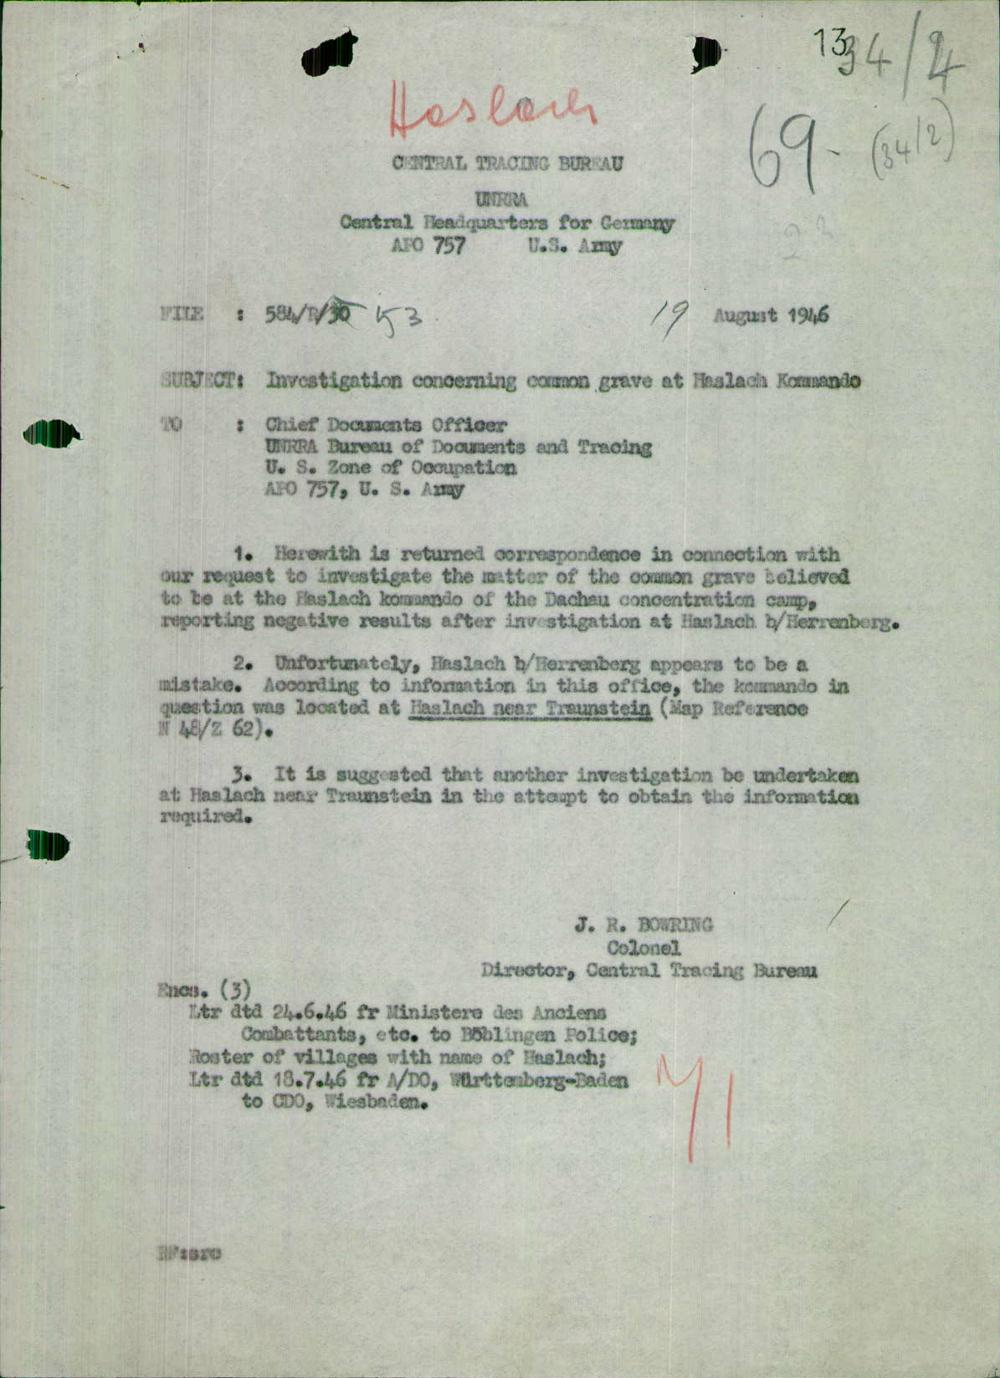 13
34/4
Haslach
69-
(34/2)
CENTRAL TRACING BUREAU
UNRRA
Central Headquarters for Germany
APO 757 U.S. Army
FILE : 584/R/30 53
19 August 1946
SUBJECT: Investigation concerning common grave at Haslach Kommando
TO : Chief Documents Officer
UNRRA Bureau of Documents and Tracing
U. S. Zone of Occupation
APO 757, U. S. Army
1. Herewith is returned correspondence in connection with
our request to investigate the matter of the common grave believed
to be at the Haslach kommando of the Dachau concentration camp,
reporting negative results after investigation at Haslach b/Herrenberg.
2. Unfortunately, Haslach b/Herrenberg appears to be a
mistake. According to information in this office, the kommando in
question was located at Haslach near Traunstein (Map Reference
N 48/Z 62).
3. It is suggested that another investigation be undertaken
at Haslach near Traunstein in the attempt to obtain the information
required.
J. R. BOWRING
Colonel
Director, Central Tracing Bureau
Encs. (3)
Ltr dtd 24.6.46 fr Ministere des Anciens
Combattants, etc. to Böblingen Police;
Roster of villages with name of Haslach;
Ltr dtd 18.7.46 fr A/DO, Württemberg-Baden
to CDO, Wiesbaden.
RF:src